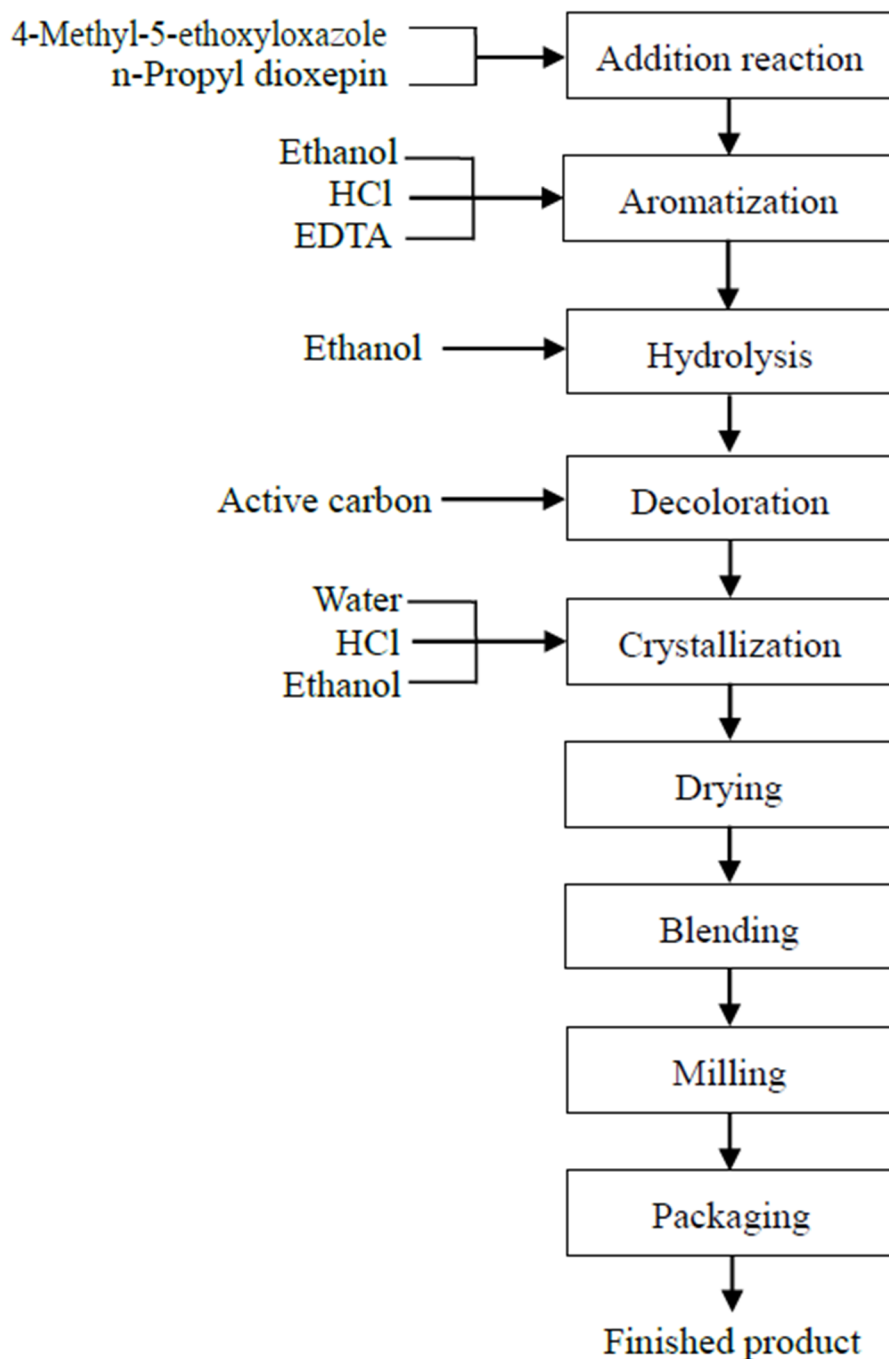 4-Methyl-5-ethoxyloxazole
n-Propyl dioxepin
Addition reaction
Ethanol
HCl
EDTA
Aromatization
Ethanol
Hydrolysis
Active carbon
Decoloration
Water
HCl
Ethanol
Crystallization
Drying
Blending
Milling
Packaging
Finished product